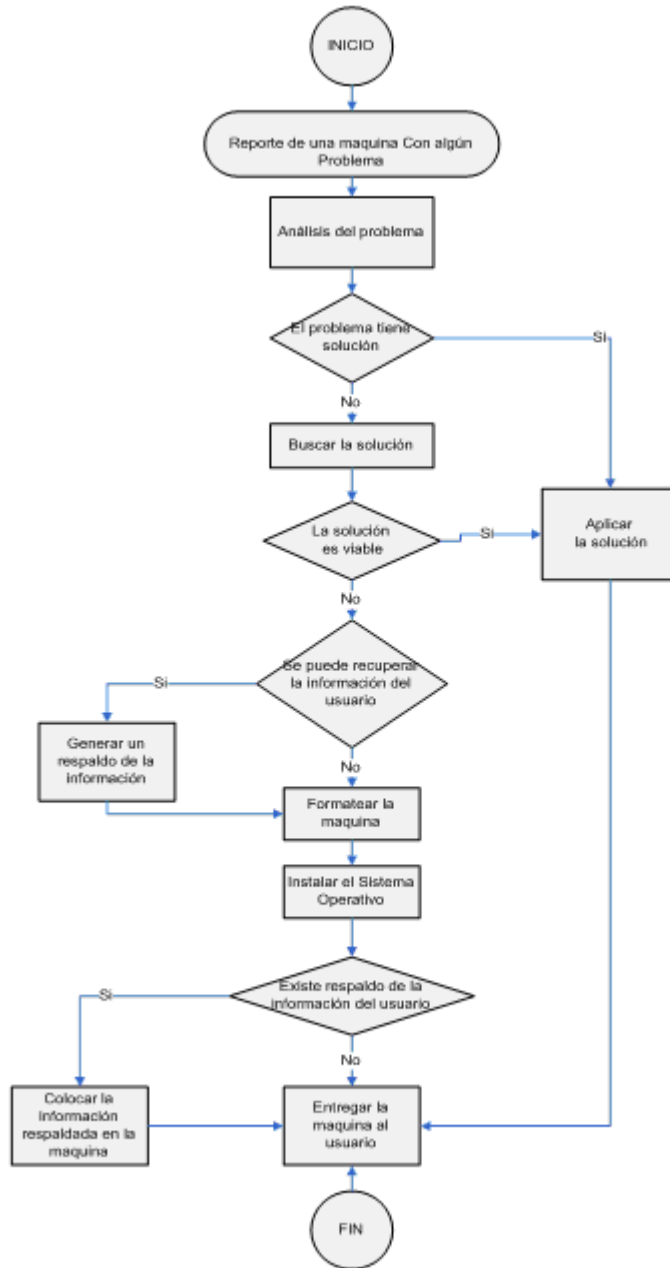 INICIO
Reporte de una maquina Con algún
Problema
Análisis del problema
El problema tiene
solución
Si
No
Buscar la solución
La solución
es viable
Si
Aplicar
la solución
No
Se puede recuperar
la información del
usuario
Si
Generar un
respaldo de la
información
No
Formatear la
maquina
Instalar el Sistema
Operativo
Existe respaldo de la
información del usuario
Si
No
Colocar la
información
respaldada en la
maquina
Entregar la
maquina al
usuario
FIN